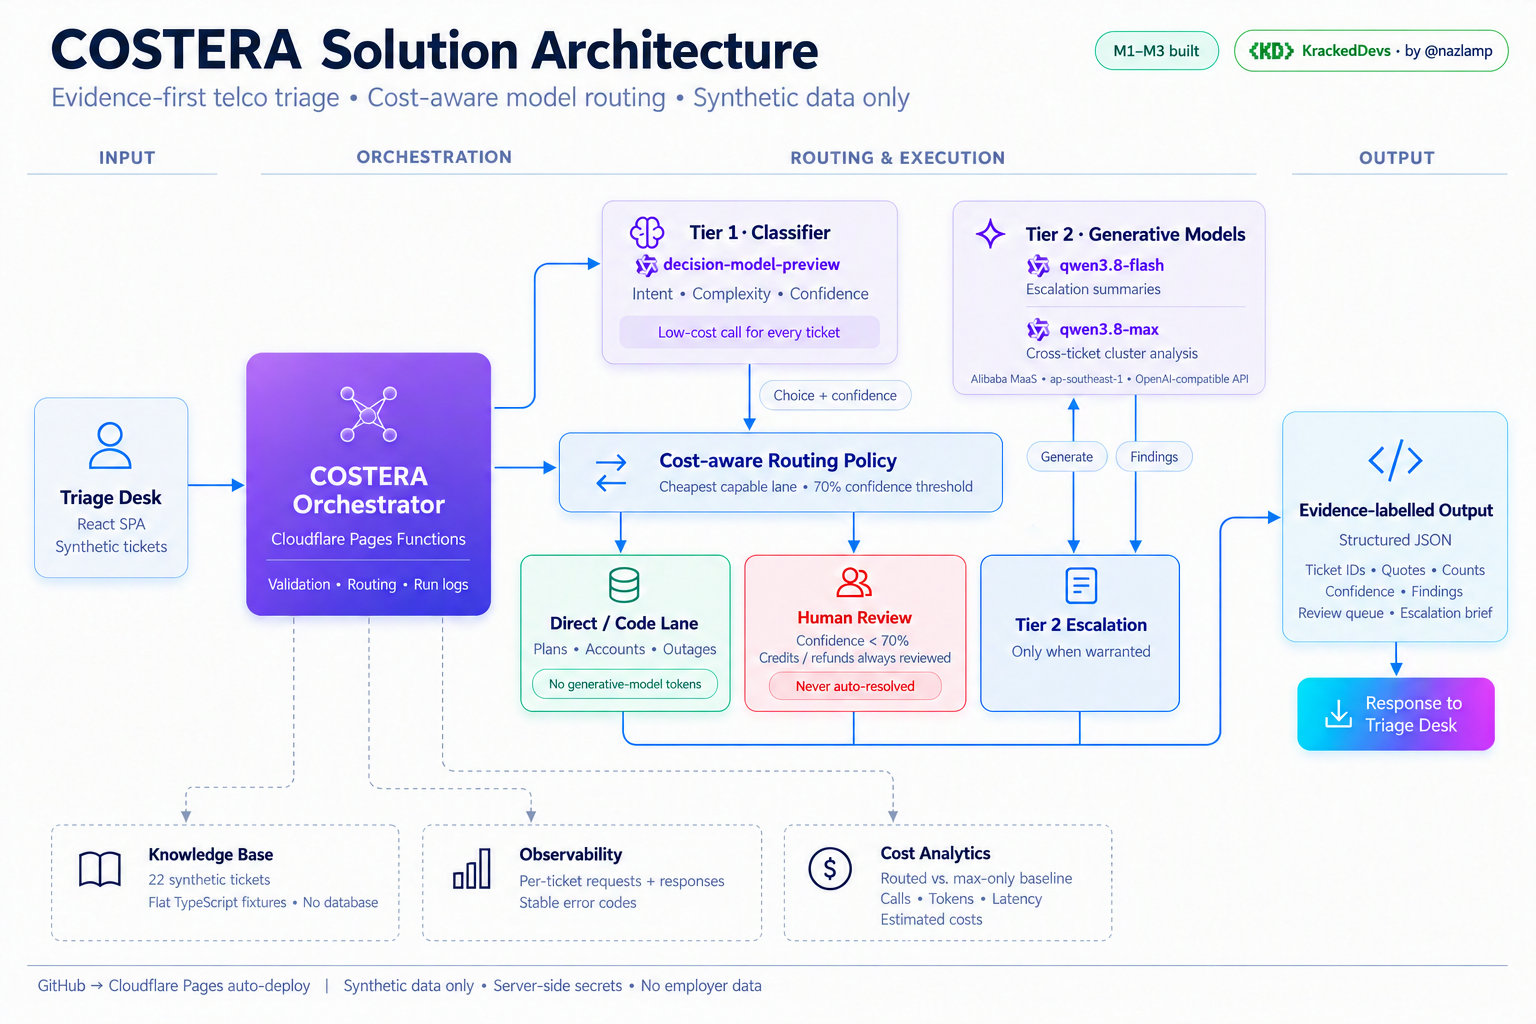 COSTERA Solution Architecture
Evidence-first telco triage • Cost-aware model routing • Synthetic data only
M1–M3 built
{KD} KrackedDevs • by @nazlamp
INPUT
ORCHESTRATION
ROUTING & EXECUTION
OUTPUT
Triage Desk
React SPA
Synthetic tickets
COSTERA
Orchestrator
Cloudflare Pages Functions
Validation • Routing • Run logs
Tier 1 · Classifier
decision-model-preview
Intent • Complexity • Confidence
Low-cost call for every ticket
Choice + confidence
Tier 2 · Generative Models
qwen3.8-flash
Escalation summaries
qwen3.8-max
Cross-ticket cluster analysis
Alibaba MaaS • ap-southeast-1 • OpenAI-compatible API
Cost-aware Routing Policy
Cheapest capable lane • 70% confidence threshold
Generate
Findings
Direct / Code Lane
Plans • Accounts • Outages
No generative-model tokens
Human Review
Confidence < 70%
Credits / refunds always reviewed
Never auto-resolved
Tier 2 Escalation
Only when warranted
Evidence-labelled Output
Structured JSON
Ticket IDs • Quotes • Counts
Confidence • Findings
Review queue • Escalation brief
Response to
Triage Desk
Knowledge Base
22 synthetic tickets
Flat TypeScript fixtures • No database
Observability
Per-ticket requests + responses
Stable error codes
$
Cost Analytics
Routed vs. max-only baseline
Calls • Tokens • Latency
Estimated costs
GitHub → Cloudflare Pages auto-deploy | Synthetic data only • Server-side secrets • No employer data